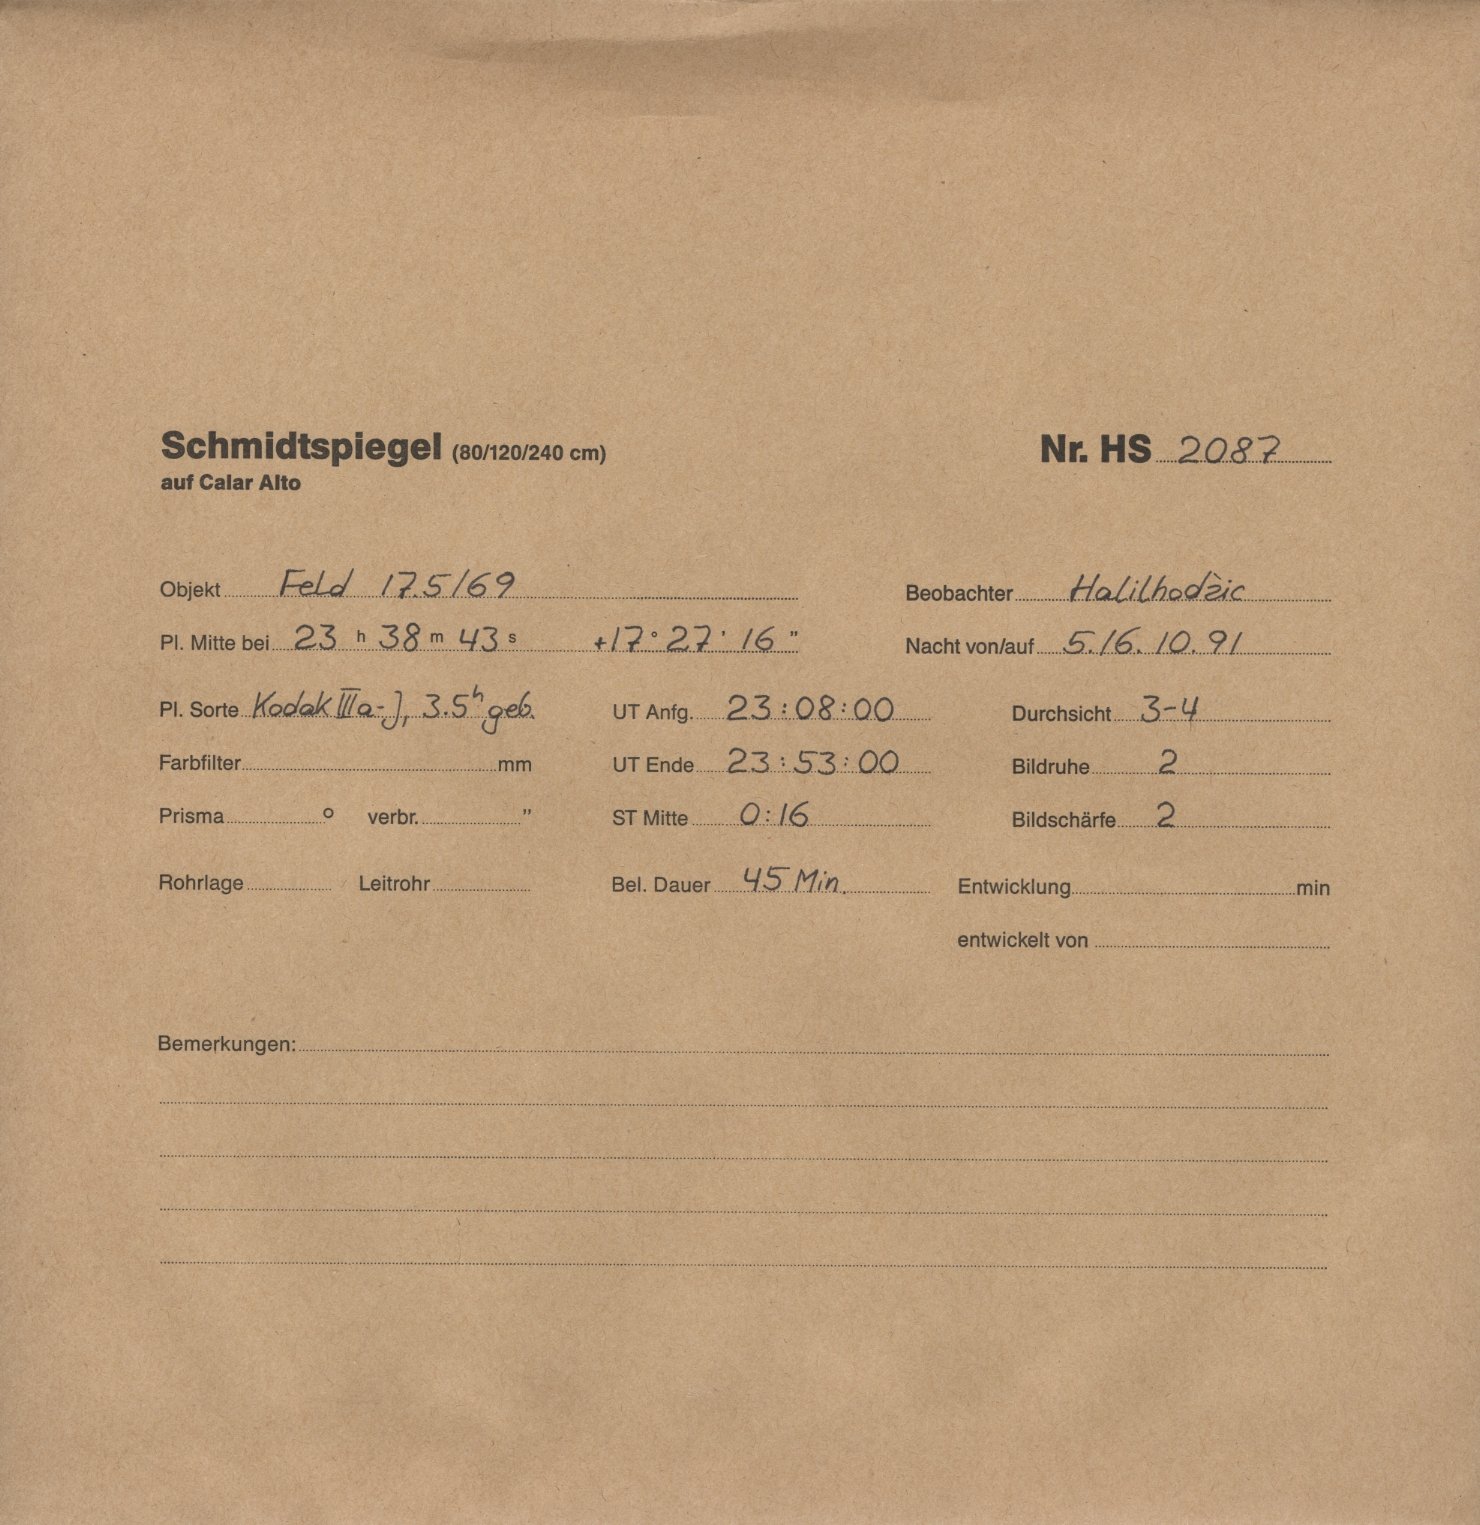 Schmidtspiegel (80/120/240 cm) Nr. HS 2087
auf Calar Alto
Objekt Feld 17.5/69 Beobachter Halilhodžic
Pl. Mitte bei 23 h 38 m 43 s +17° 27' 16" Nacht von/auf 5./6. 10. 91
Pl. Sorte Kodak IIIa-J, 3.5h geb. UT Anfg. 23:08:00 Durchsicht 3-4
Farbfilter mm UT Ende 23:53:00 Bildruhe 2
Prisma ° verbr. " ST Mitte 0:16 Bildschärfe 2
Rohrlage Leitrohr Bel. Dauer 45 Min. Entwicklung min
entwickelt von
Bemerkungen: